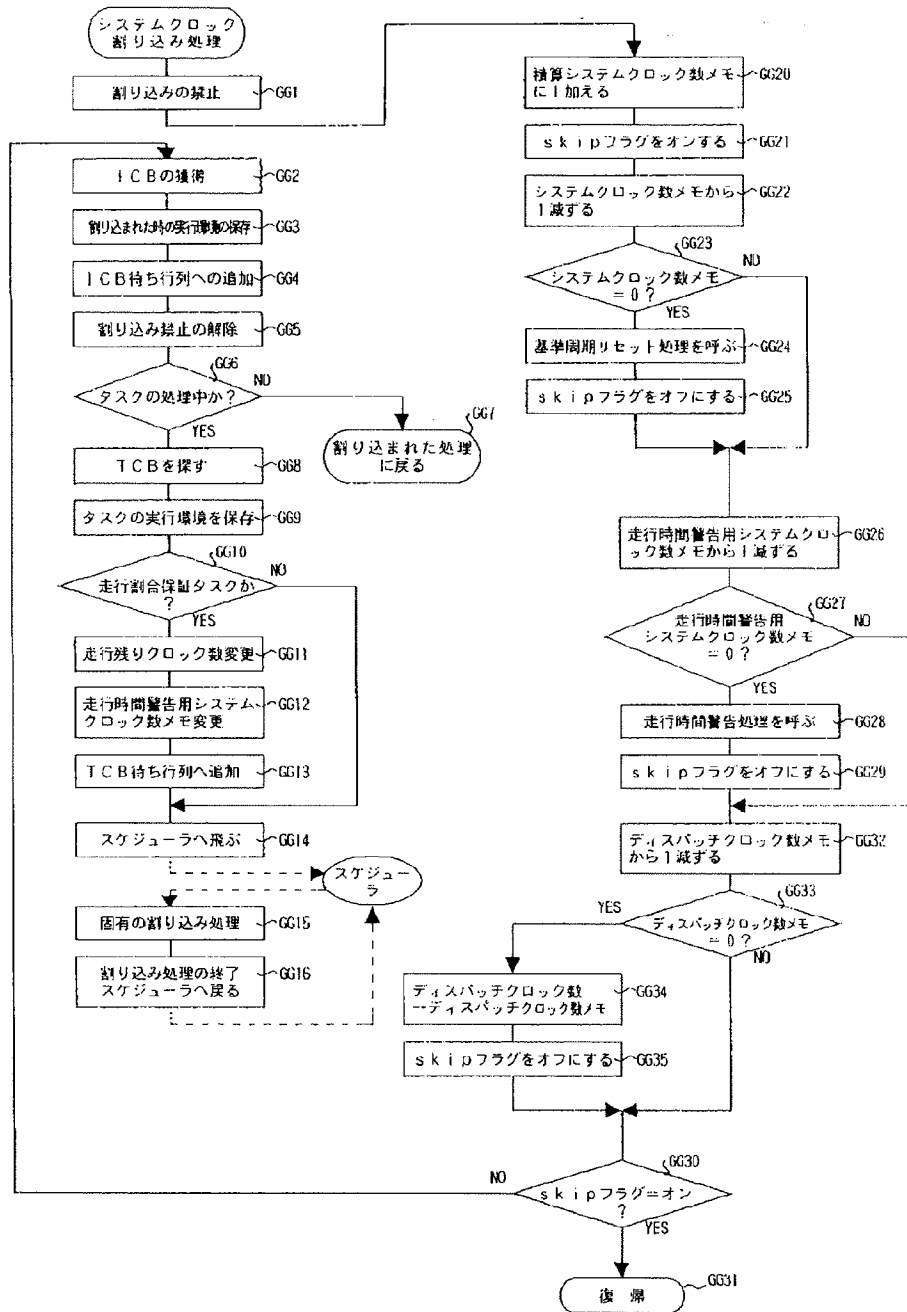 システムクロック
割り込み処理
割り込みの禁止
GG1
ICBの獲得
GG2
割り込まれた時の実行環境の保存
GG3
ICB待ち行列への追加
GG4
割り込み禁止の解除
GG5
GG6
タスクの処理中か?
NO
YES
GG7
割り込まれた処理
に戻る
TCBを探す
GG8
タスクの実行環境を保存
GG9
GG10
走行割合保証タスクか
?
NO
YES
走行残りクロック数変更
GG11
走行時間警告用システム
クロック数メモ変更
GG12
TCB待ち行列へ追加
GG13
スケジューラへ飛ぶ
GG14
スケジュー
ラ
固有の割り込み処理
GG15
割り込み処理の終了
スケジューラへ戻る
GG16
積算システムクロック数メモ
に1加える
GG20
skipフラグをオンする
GG21
システムクロック数メモから
1減ずる
GG22
GG23
システムクロック数メモ
=0?
NO
YES
基準周期リセット処理を呼ぶ
GG24
skipフラグをオフにする
GG25
走行時間警告用システムクロ
ック数メモから1減ずる
GG26
GG27
走行時間警告用
システムクロック数メモ
=0?
NO
YES
走行時間警告処理を呼ぶ
GG28
skipフラグをオフにする
GG29
ディスパッチクロック数メモ
から1減ずる
GG32
GG33
ディスパッチクロック数メモ
=0?
YES
NO
ディスパッチクロック数
→ディスパッチクロック数メモ
GG34
skipフラグをオフにする
GG35
GG30
skipフラグ=オン
?
NO
YES
復帰
GG31